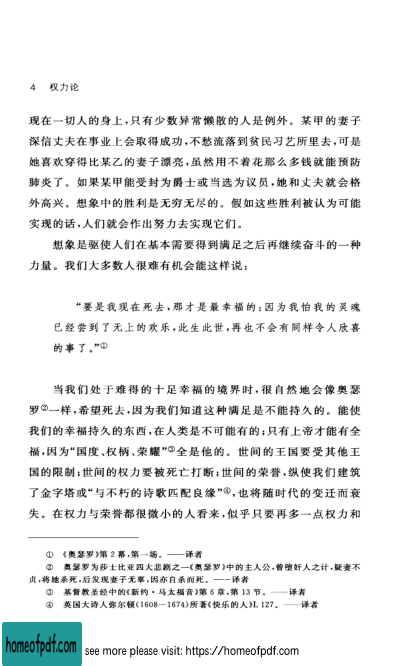 4 权力论
现在一切人的身上,只有少数异常懒散的人是例外。某甲的妻子
深信丈夫在事业上会取得成功,不愁流落到贫民习艺所里去,可是
她喜欢穿得比某乙的妻子漂亮,虽然用不着花那么多钱就能预防
肺炎了。如果某甲能受封为爵士或当选为议员,她和丈夫就会格
外高兴。想象中的胜利是无穷无尽的。假如这些胜利被认为可能
实现的话,人们就会作出努力去实现它们。
想象是驱使人们在基本需要得到满足之后再继续奋斗的一种
力量。我们大多数人很难有机会能这样说:
“要是我现在死去,那才是最幸福的;因为我怕我的灵魂
已经尝到了无上的欢乐,此生此世,再也不会有同样令人欣喜
的事了。”①
当我们处于难得的十足幸福的境界时,很自然地会像奥瑟
罗②一样,希望死去,因为我们知道这种满足是不能持久的。能使
我们的幸福持久的东西,在人类是不可能有的;只有上帝才能有全
福,因为“国度、权柄、荣耀”③全是他的。世间的王国要受其他王
国的限制;世间的权力要被死亡打断;世间的荣誉,纵使我们建筑
了金字塔或“与不朽的诗歌匹配良缘”④,也将随时代的变迁而衰
失。在权力与荣誉都很微小的人看来,似乎只要再多一点权力和
① 《奥瑟罗》第2幕,第一场。——译者
② 奥瑟罗为莎士比亚四大悲剧之一《奥瑟罗》中的主人公,曾堕奸人之计,疑妻不
贞,将她杀死,后发现妻子无辜,因亦自杀而死。——译者
③ 基督教圣经中的《新约·马太福音》第6章,第13节。——译者
④ 英国大诗人弥尔顿(1608—1674)所著《快乐的人》l.127。——译者
homeofpdf.com see more please visit: https://homeofpdf.com